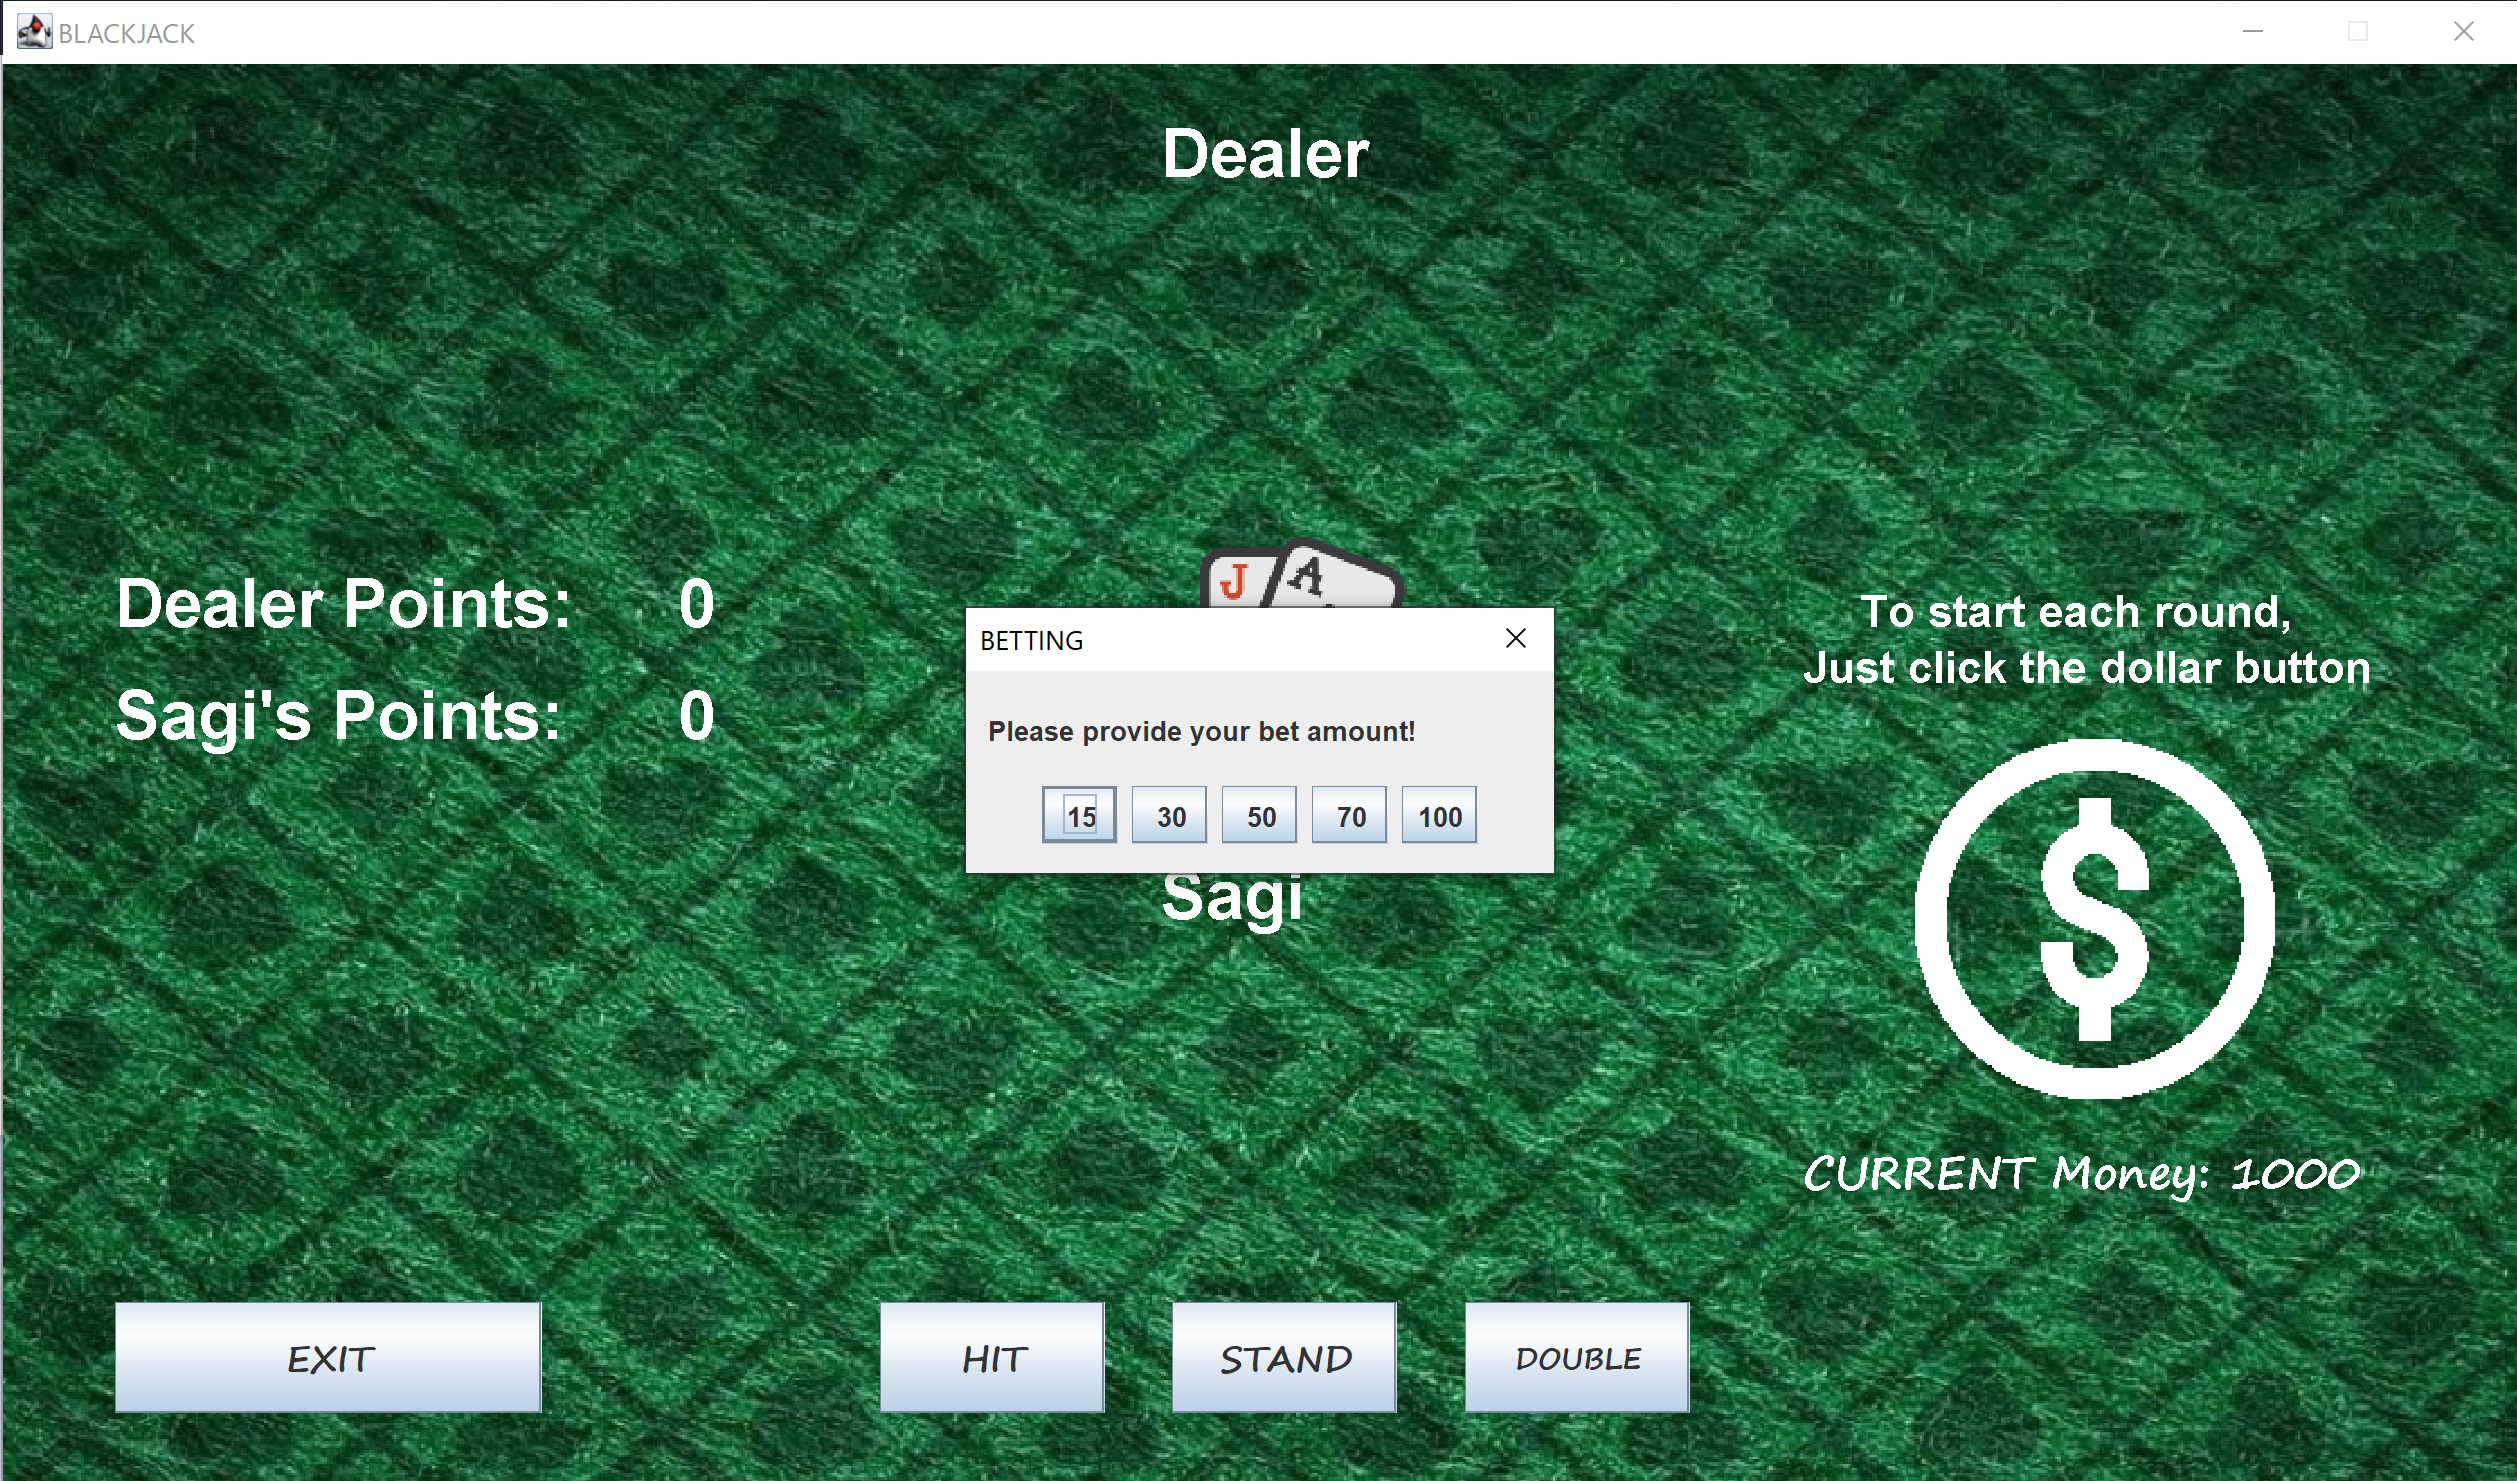 BLACKJACK
Dealer
J A
Dealer Points: 0
Sagi's Points: 0
BETTING
Please provide your bet amount!
15 30 50 70 100
Sagi
To start each round,
Just click the dollar button
$
CURRENT Money: 1000
EXIT HIT STAND DOUBLE